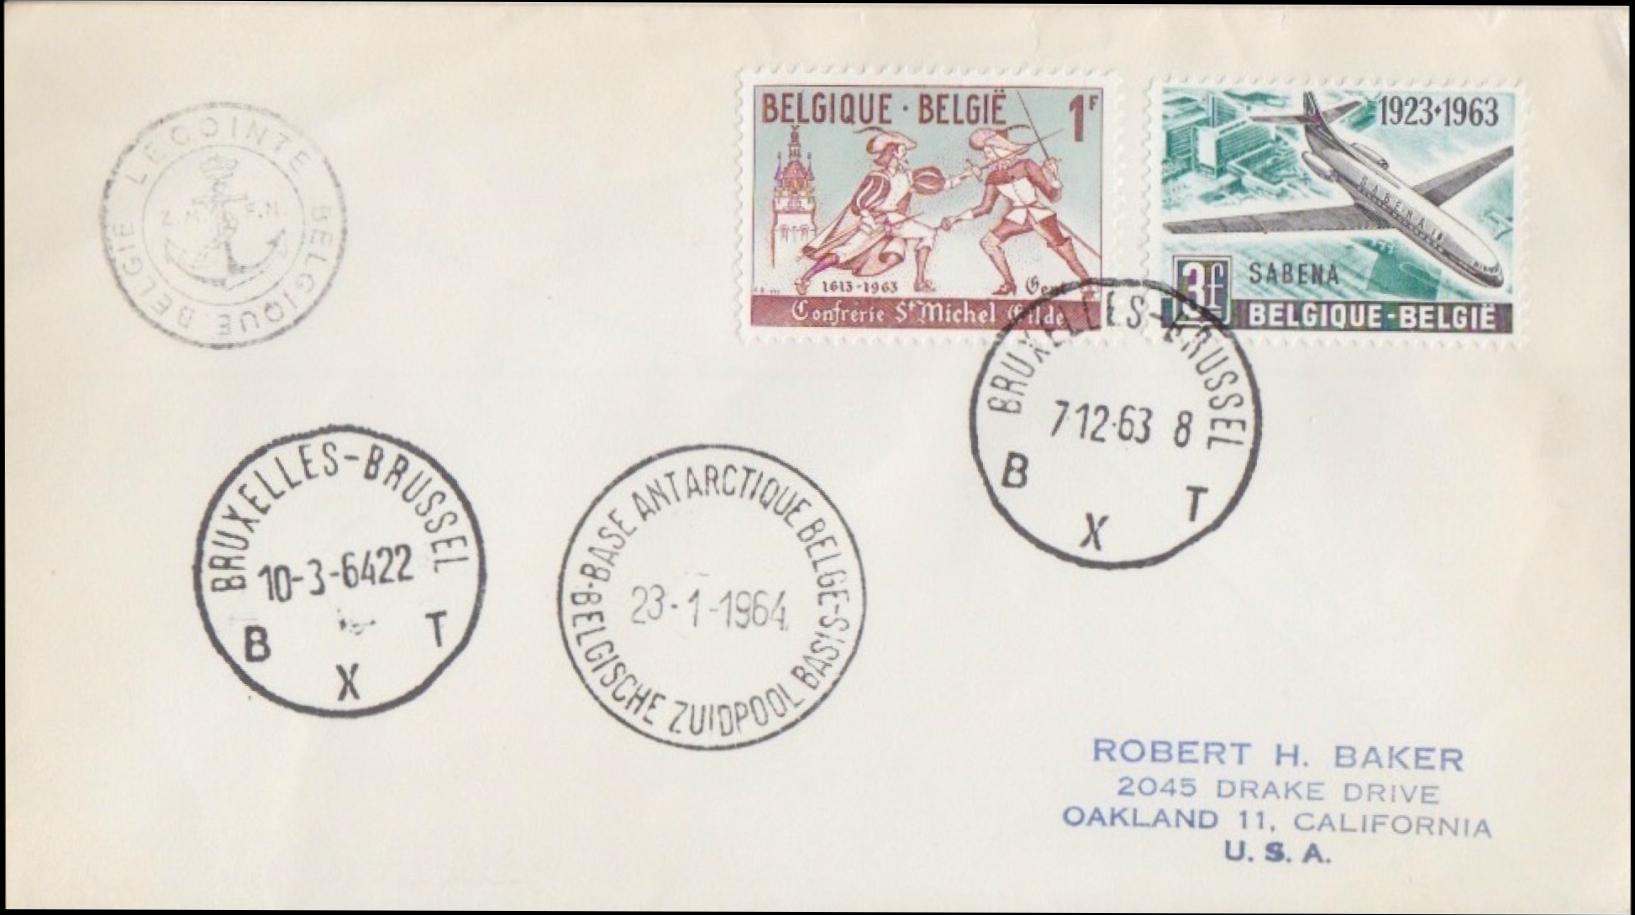 LECOINTE
BELGIQUE.BELGIË
Z.M. F.N.
BELGIQUE · BELGIË 1F
1613-1963 Gent
Confrérie St Michel Gilde
1923·1963
SABENA
3f SABENA
BELGIQUE-BELGIË
BRUXELLES-BRUSSEL
7-12-63 8
B X T
BRUXELLES-BRUSSEL
10-3-6422
B X T
BASE ANTARCTIQUE BELGE-
BELGISCHE ZUIDPOOL BASIS-
23-1-1964
ROBERT H. BAKER
2045 DRAKE DRIVE
OAKLAND 11, CALIFORNIA
U. S. A.